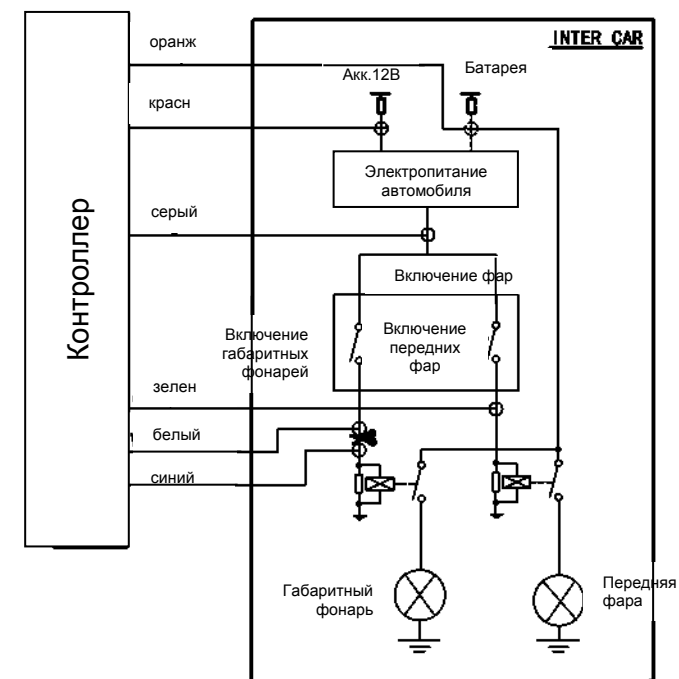 оранж
INTER CAR
Акк.12В
Батарея
красн
Электропитание
автомобиля
Контроллер
серый
Включение фар
Включение
габаритных
фонарей
Включение
передних
фар
зелен
белый
синий
Габаритный
фонарь
Передняя
фара